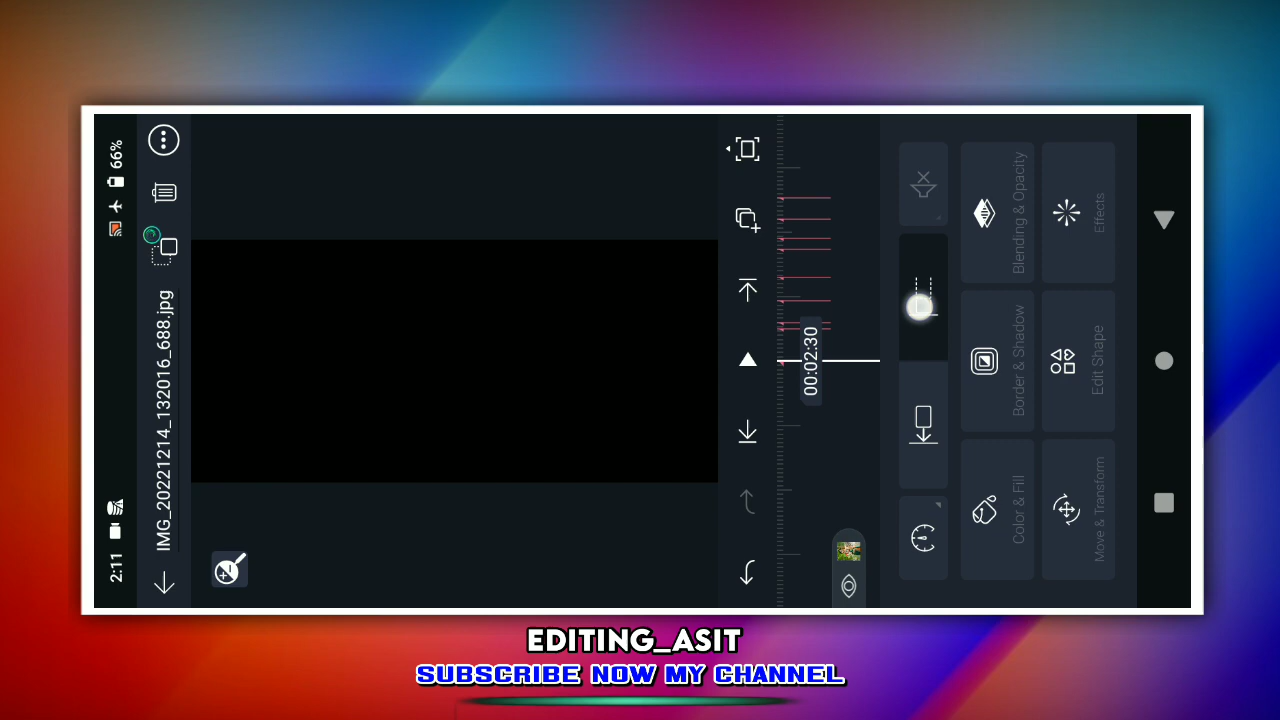 2:11
66%
IMG_20221214_132016_688.jpg
00:02:30
Color & Fill
Border & Shadow
Blending & Opacity
Move & Transform
Edit Shape
Effects
EDITING_ASIT
SUBSCRIBE NOW MY CHANNEL